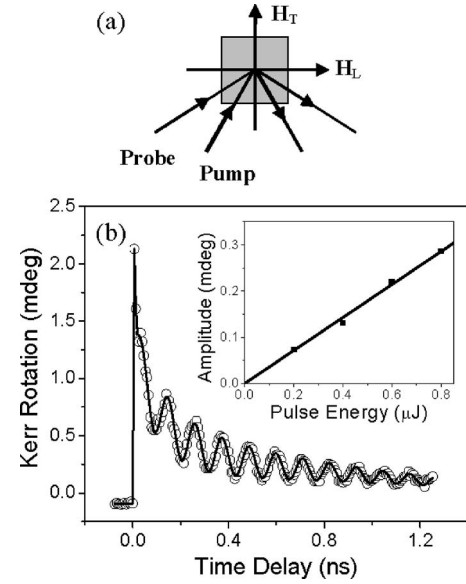 (a)
H_T
H_L
Probe
Pump
(b)
Kerr Rotation (mdeg)
2.5
2.0
1.5
1.0
0.5
0.0
0.0 0.4 0.8 1.2
Time Delay (ns)
Amplitude (mdeg)
0.3
0.2
0.1
0.0
0.0 0.2 0.4 0.6 0.8
Pulse Energy (μJ)